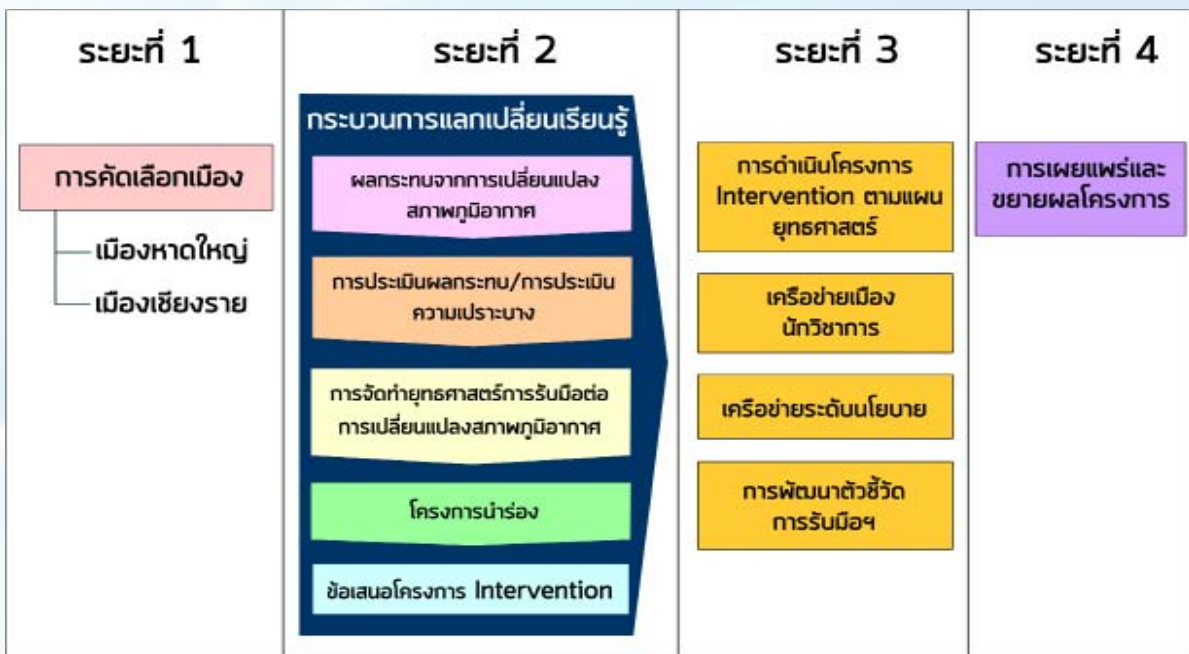 ระยะที่ 1
การคัดเลือกเมือง
เมืองหาดใหญ่
เมืองเชียงราย
ระยะที่ 2
กระบวนการแลกเปลี่ยนเรียนรู้
ผลกระทบจากการเปลี่ยนแปลง
สภาพภูมิอากาศ
การประเมินผลกระทบ/การประเมิน
ความเปราะบาง
การจัดทำยุทธศาสตร์การรับมือต่อ
การเปลี่ยนแปลงสภาพภูมิอากาศ
โครงการนำร่อง
ข้อเสนอโครงการ Intervention
ระยะที่ 3
การดำเนินโครงการ
Intervention ตามแผน
ยุทธศาสตร์
เครือข่ายเมือง
นักวิชาการ
เครือข่ายระดับนโยบาย
การพัฒนาตัวชี้วัด
การรับมือฯ
ระยะที่ 4
การเผยแพร่และ
ขยายผลโครงการ